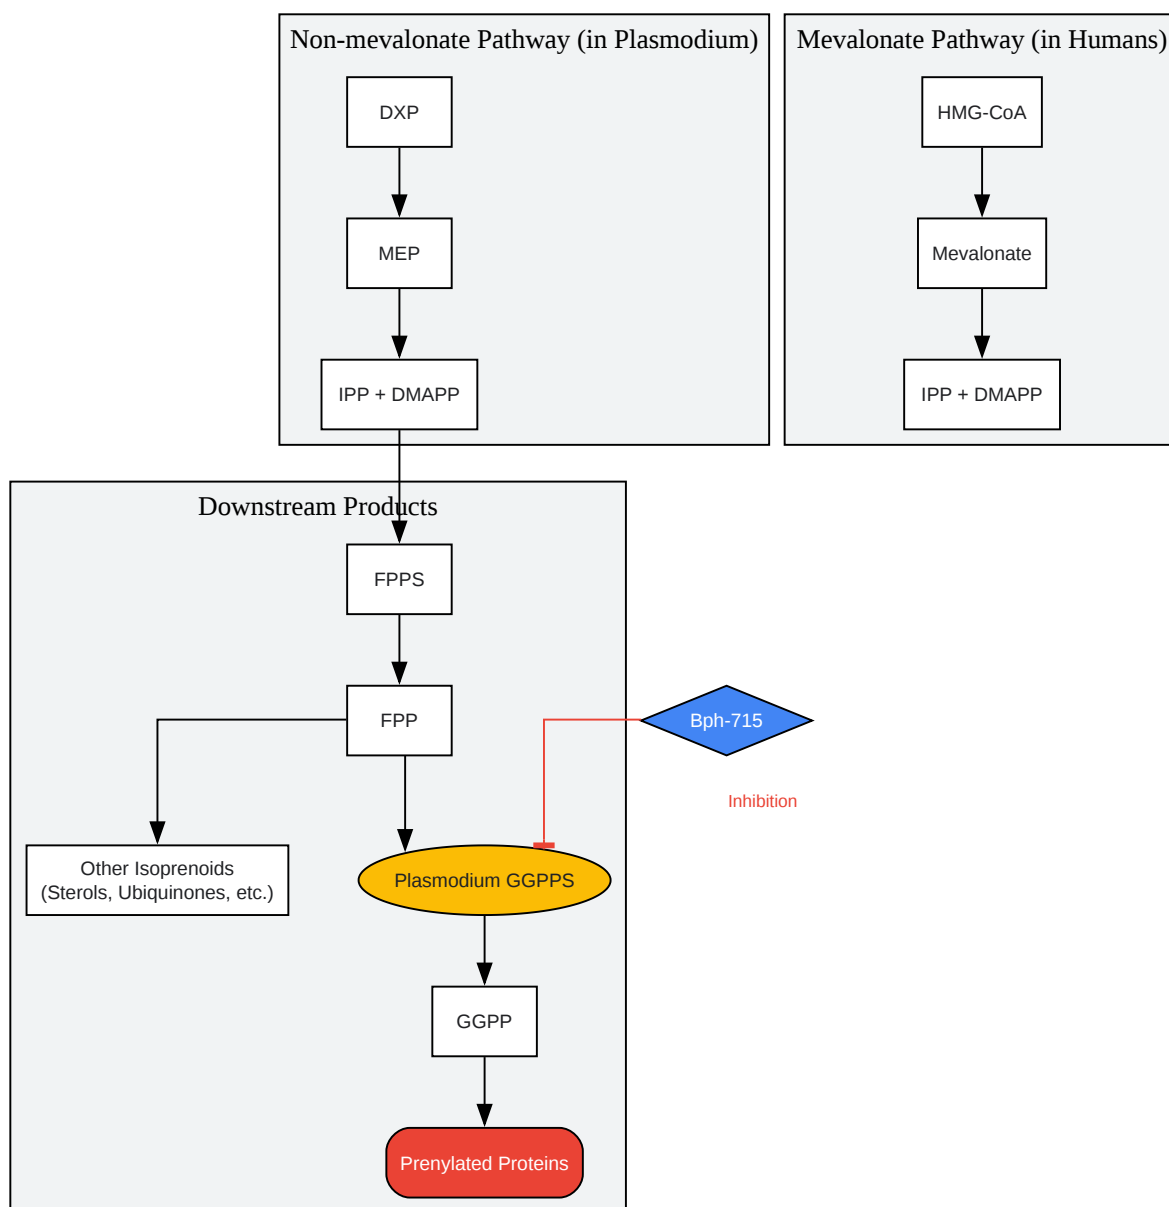 Non-mevalonate Pathway (in Plasmodium)
DXP
MEP
IPP + DMAPP
Mevalonate Pathway (in Humans)
HMG-CoA
Mevalonate
IPP + DMAPP
Downstream Products
FPPS
FPP
Bph-715
Inhibition
Other Isoprenoids
(Sterols, Ubiquinones, etc.)
Plasmodium GGPPS
GGPP
Prenylated Proteins